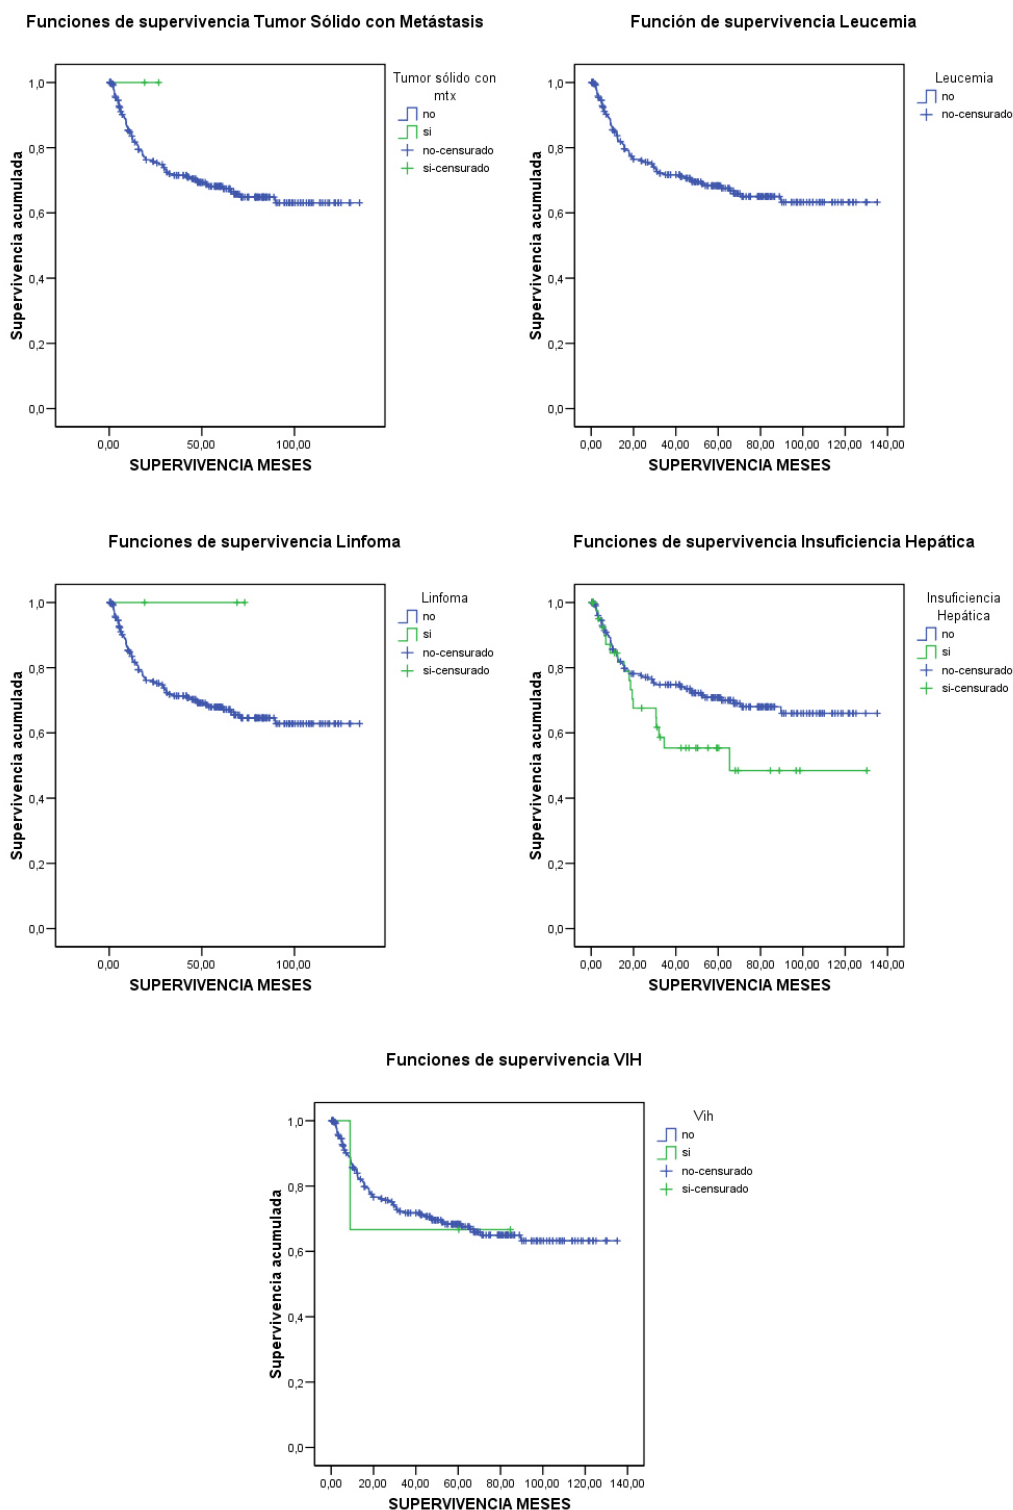 Funciones de supervivencia Tumor Sólido con Metástasis
Supervivencia acumulada
1,0
0,8
0,6
0,4
0,2
0,0
0,00 50,00 100,00
SUPERVIVENCIA MESES
Tumor sólido con
mtx
no
si
no-censurado
si-censurado
Función de supervivencia Leucemia
Supervivencia acumulada
1,0
0,8
0,6
0,4
0,2
0,0
0,00 20,00 40,00 60,00 80,00 100,00 120,00 140,00
SUPERVIVENCIA MESES
Leucemia
no
no-censurado
Funciones de supervivencia Linfoma
Supervivencia acumulada
1,0
0,8
0,6
0,4
0,2
0,0
0,00 50,00 100,00
SUPERVIVENCIA MESES
Linfoma
no
si
no-censurado
si-censurado
Funciones de supervivencia Insuficiencia Hepática
Supervivencia acumulada
1,0
0,8
0,6
0,4
0,2
0,0
0,00 20,00 40,00 60,00 80,00 100,00 120,00 140,00
SUPERVIVENCIA MESES
Insuficiencia
Hepática
no
si
no-censurado
si-censurado
Funciones de supervivencia VIH
Supervivencia acumulada
1,0
0,8
0,6
0,4
0,2
0,0
0,00 20,00 40,00 60,00 80,00 100,00 120,00 140,00
SUPERVIVENCIA MESES
Vih
no
si
no-censurado
si-censurado